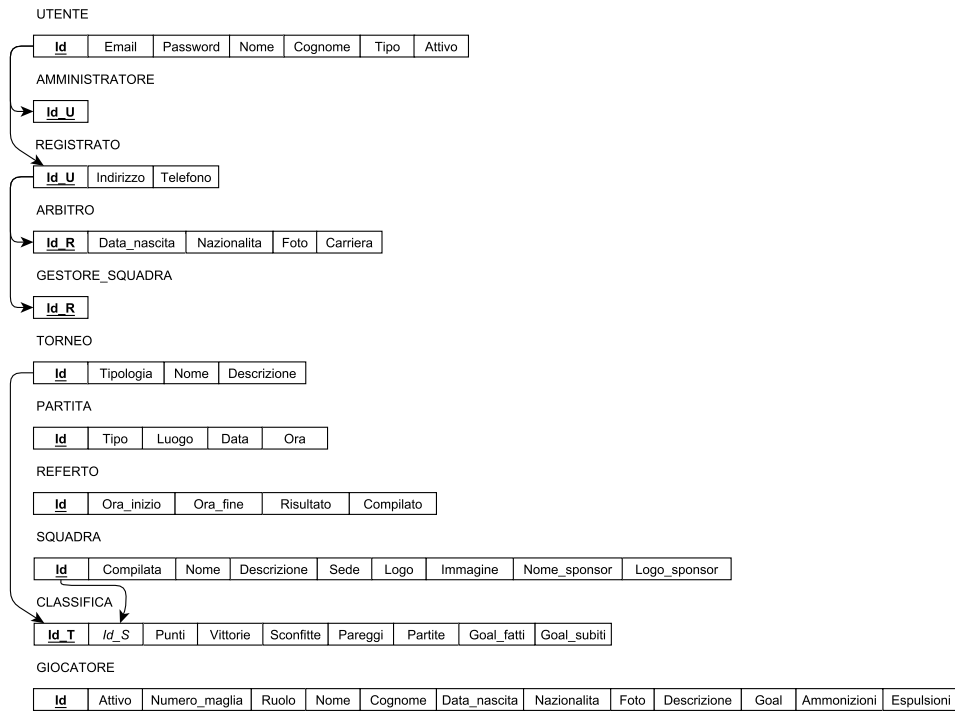 UTENTE
Id Email Password Nome Cognome Tipo Attivo
AMMINISTRATORE
Id_U
REGISTRATO
Id_U Indirizzo Telefono
ARBITRO
Id_R Data_nascita Nazionalita Foto Carriera
GESTORE_SQUADRA
Id_R
TORNEO
Id Tipologia Nome Descrizione
PARTITA
Id Tipo Luogo Data Ora
REFERTO
Id Ora_inizio Ora_fine Risultato Compilato
SQUADRA
Id Compilata Nome Descrizione Sede Logo Immagine Nome_sponsor Logo_sponsor
CLASSIFICA
Id_T Id_S Punti Vittorie Sconfitte Pareggi Partite Goal_fatti Goal_subiti
GIOCATORE
Id Attivo Numero_maglia Ruolo Nome Cognome Data_nascita Nazionalita Foto Descrizione Goal Ammonizioni Espulsioni